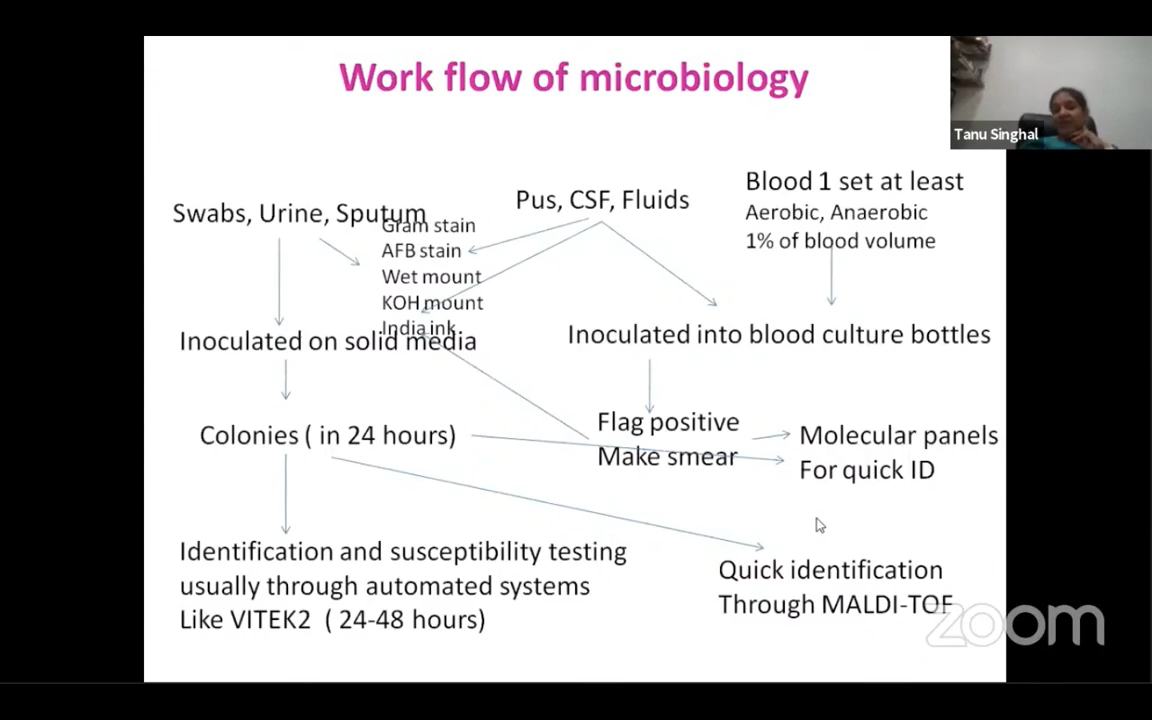 Work flow of microbiology
Tanu Singhal
Swabs, Urine, Sputum
Gram stain
AFB stain
Wet mount
KOH mount
India ink
Pus, CSF, Fluids
Blood 1 set at least
Aerobic, Anaerobic
1% of blood volume
Inoculated on solid media
Inoculated into blood culture bottles
Colonies ( in 24 hours)
Flag positive
Make smear
Molecular panels
For quick ID
Identification and susceptibility testing
usually through automated systems
Like VITEK2 ( 24-48 hours)
Quick identification
Through MALDI-TOF
zoom